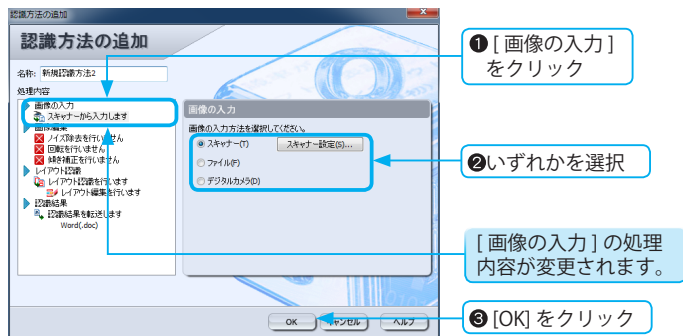 認識方法の追加
認識方法の追加
名称: 新規認識方法2
処理内容
画像の入力
スキャナーから入力します
画像編集
ノイズ除去を行いません
回転を行いません
傾き補正を行いません
レイアウト認識
レイアウト認識を行います
レイアウト編集を行います
認識結果
認識結果を転送します
Word(.doc)
画像の入力
画像の入力方法を選択してください。
スキャナー(T)
スキャナー設定(S)...
ファイル(F)
デジタルカメラ(D)
OK
キャンセル
ヘルプ
❶ [ 画像の入力 ]
をクリック
❷いずれかを選択
[ 画像の入力 ] の処理
内容が変更されます。
❸ [OK] をクリック